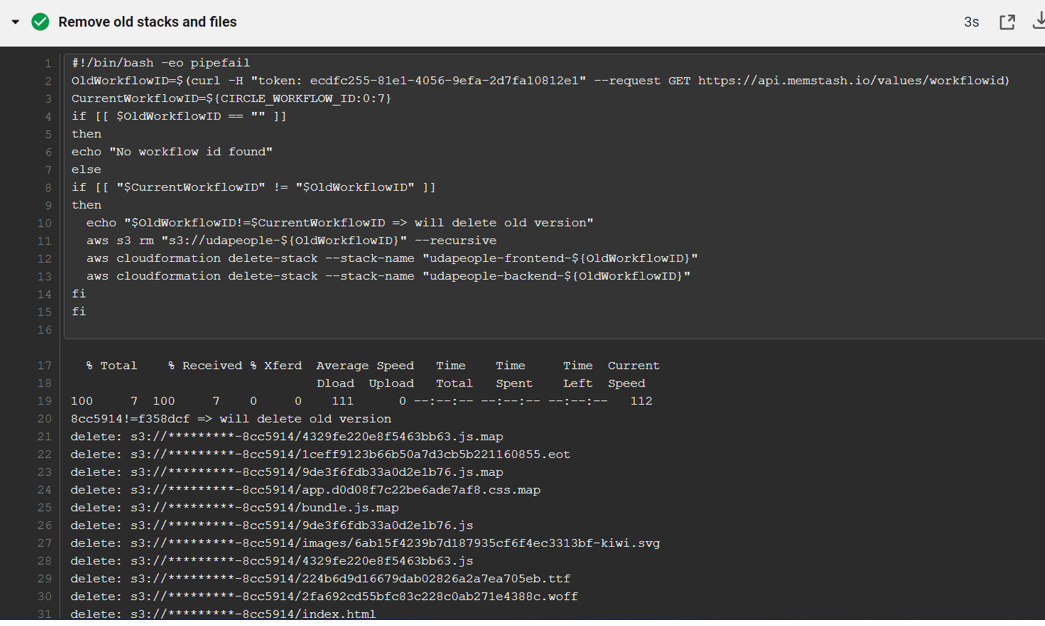 Remove old stacks and files 3s
1 #!/bin/bash -eo pipefail
2 OldWorkflowID=$(curl -H "token: ecdfc255-81e1-4056-9efa-2d7fa10812e1" --request GET https://api.memstash.io/values/workflowid)
3 CurrentWorkflowID=${CIRCLE_WORKFLOW_ID:0:7}
4 if [[ $OldWorkflowID == "" ]]
5 then
6 echo "No workflow id found"
7 else
8 if [[ "$CurrentWorkflowID" != "$OldWorkflowID" ]]
9 then
10   echo "$OldWorkflowID!=$CurrentWorkflowID => will delete old version"
11   aws s3 rm "s3://udapeople-${OldWorkflowID}" --recursive
12   aws cloudformation delete-stack --stack-name "udapeople-frontend-${OldWorkflowID}"
13   aws cloudformation delete-stack --stack-name "udapeople-backend-${OldWorkflowID}"
14 fi
15 fi
16
17   % Total    % Received % Xferd  Average Speed   Time    Time     Time  Current
18                                  Dload  Upload   Total   Spent    Left  Speed
19 100     7  100     7    0     0    111      0 --:--:-- --:--:-- --:--:--   112
20 8cc5914!=f358dcf => will delete old version
21 delete: s3://*********-8cc5914/4329fe220e8f5463bb63.js.map
22 delete: s3://*********-8cc5914/1ceff9123b66b50a7d3cb5b221160855.eot
23 delete: s3://*********-8cc5914/9de3f6fdb33a0d2e1b76.js.map
24 delete: s3://*********-8cc5914/app.d0d08f7c22be6ade7af8.css.map
25 delete: s3://*********-8cc5914/bundle.js.map
26 delete: s3://*********-8cc5914/9de3f6fdb33a0d2e1b76.js
27 delete: s3://*********-8cc5914/images/6ab15f4239b7d187935cf6f4ec3313bf-kiwi.svg
28 delete: s3://*********-8cc5914/4329fe220e8f5463bb63.js
29 delete: s3://*********-8cc5914/224b6d9d16679dab02826a2a7ea705eb.ttf
30 delete: s3://*********-8cc5914/2fa692cd55bfc83c228c0ab271e4388c.woff
31 delete: s3://*********-8cc5914/index.html